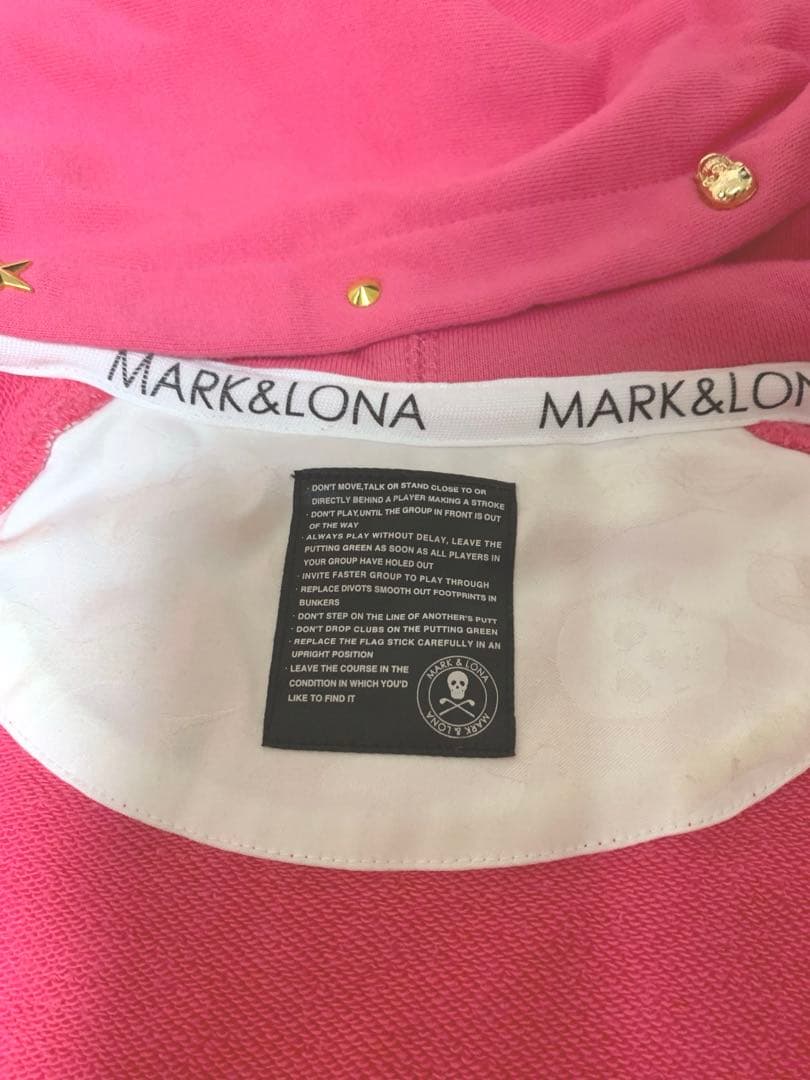 MARK&LONA MARK&LON
· DON'T MOVE,TALK OR STAND CLOSE TO OR
DIRECTLY BEHIND A PLAYER MAKING A STROKE
· DON'T PLAY,UNTIL THE GROUP IN FRONT IS OUT
OF THE WAY
· ALWAYS PLAY WITHOUT DELAY, LEAVE THE
PUTTING GREEN AS SOON AS ALL PLAYERS IN
YOUR GROUP HAVE HOLED OUT
· INVITE FASTER GROUP TO PLAY THROUGH
· REPLACE DIVOTS SMOOTH OUT FOOTPRINTS IN
BUNKERS
· DON'T STEP ON THE LINE OF ANOTHER'S PUTT
· DON'T DROP CLUBS ON THE PUTTING GREEN
· REPLACE THE FLAG STICK CAREFULLY IN AN
UPRIGHT POSITION
· LEAVE THE COURSE IN THE
CONDITION IN WHICH YOU'D
LIKE TO FIND IT
MARK & LONA
MARK & LONA